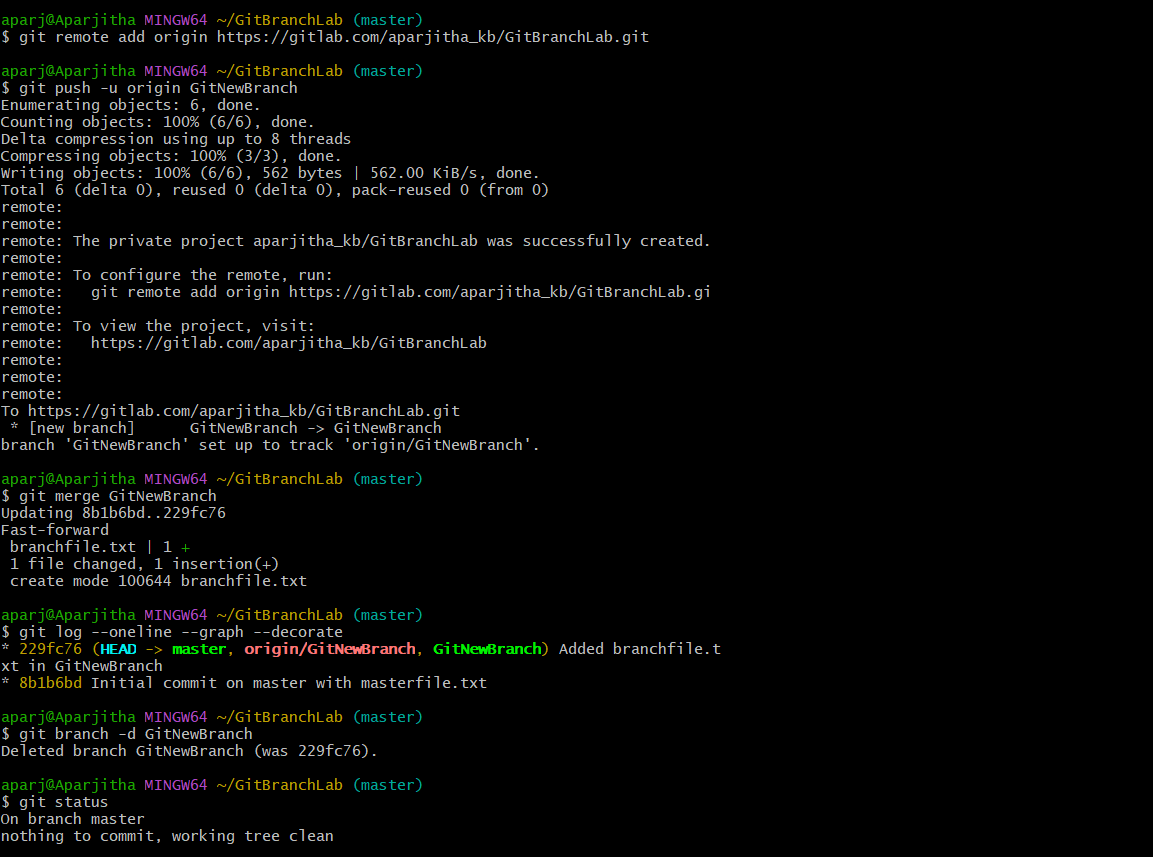 aparj@Aparjitha MINGW64 ~/GitBranchLab (master)
$ git remote add origin https://gitlab.com/aparjitha_kb/GitBranchLab.git
aparj@Aparjitha MINGW64 ~/GitBranchLab (master)
$ git push -u origin GitNewBranch
Enumerating objects: 6, done.
Counting objects: 100% (6/6), done.
Delta compression using up to 8 threads
Compressing objects: 100% (3/3), done.
Writing objects: 100% (6/6), 562 bytes | 562.00 KiB/s, done.
Total 6 (delta 0), reused 0 (delta 0), pack-reused 0 (from 0)
remote:
remote:
remote: The private project aparjitha_kb/GitBranchLab was successfully created.
remote:
remote: To configure the remote, run:
remote:   git remote add origin https://gitlab.com/aparjitha_kb/GitBranchLab.gi
remote:
remote: To view the project, visit:
remote:   https://gitlab.com/aparjitha_kb/GitBranchLab
remote:
remote:
remote:
To https://gitlab.com/aparjitha_kb/GitBranchLab.git
 * [new branch]      GitNewBranch -> GitNewBranch
branch 'GitNewBranch' set up to track 'origin/GitNewBranch'.
aparj@Aparjitha MINGW64 ~/GitBranchLab (master)
$ git merge GitNewBranch
Updating 8b1b6bd..229fc76
Fast-forward
 branchfile.txt | 1 +
 1 file changed, 1 insertion(+)
 create mode 100644 branchfile.txt
aparj@Aparjitha MINGW64 ~/GitBranchLab (master)
$ git log --oneline --graph --decorate
* 229fc76 (HEAD -> master, origin/GitNewBranch, GitNewBranch) Added branchfile.t
xt in GitNewBranch
* 8b1b6bd Initial commit on master with masterfile.txt
aparj@Aparjitha MINGW64 ~/GitBranchLab (master)
$ git branch -d GitNewBranch
Deleted branch GitNewBranch (was 229fc76).
aparj@Aparjitha MINGW64 ~/GitBranchLab (master)
$ git status
On branch master
nothing to commit, working tree clean